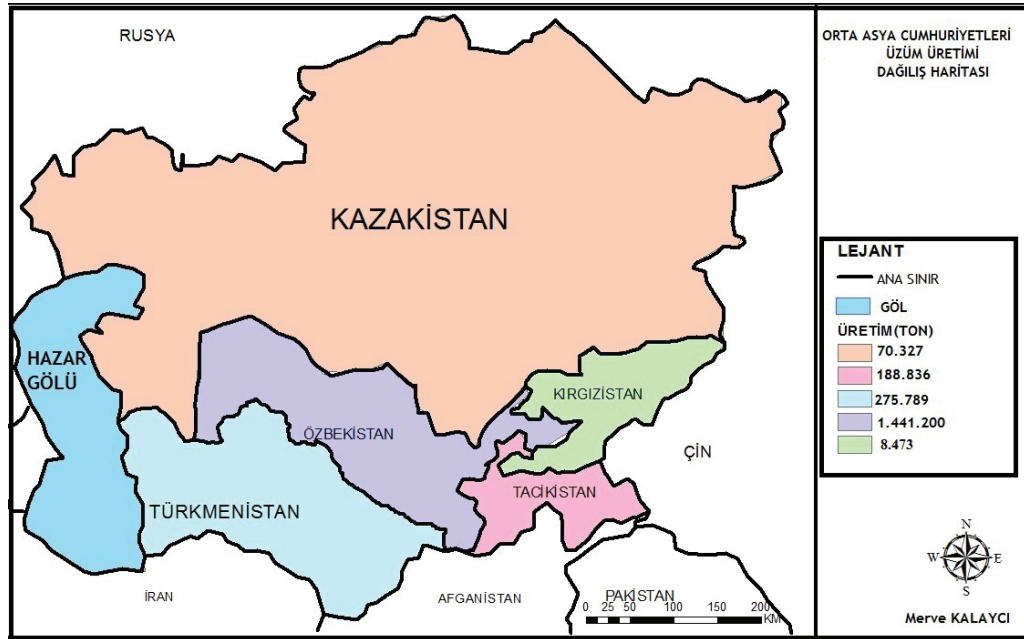 RUSYA
ORTA ASYA CUMHURİYETLERİ
ÜZÜM ÜRETİMİ
DAĞILIŞ HARİTASI
KAZAKİSTAN
LEJANT
ANA SINIR
GÖL
ÜRETİM(TON)
70.327
188.836
275.789
1.441.200
8.473
HAZAR
GÖLÜ
KIRGIZİSTAN
ÖZBEKİSTAN
ÇİN
TACİKİSTAN
TÜRKMENİSTAN
İRAN
AFGANİSTAN
PAKİSTAN
0 25 50 100 150 200
KM
N
W E
S
Merve KALAYCI